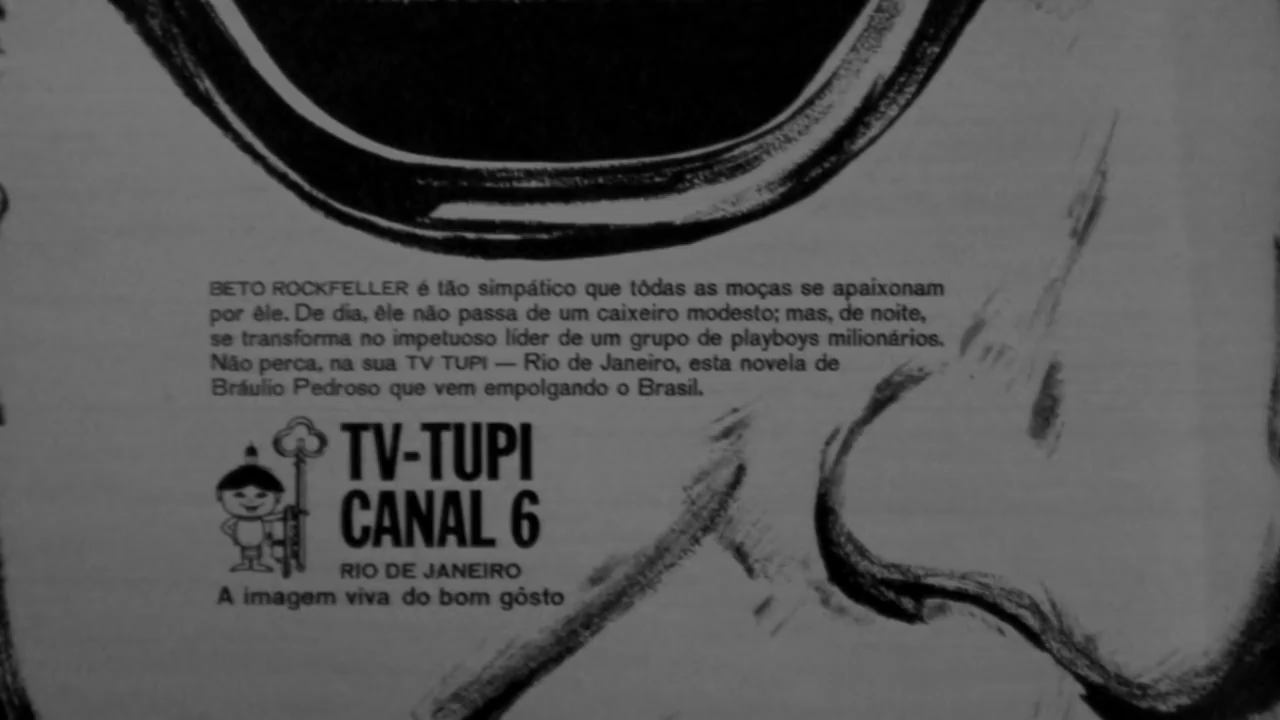 BETO ROCKFELLER é tão simpático que tôdas as moças se apaixonam
por êle. De dia, êle não passa de um caixeiro modesto; mas, de noite,
se transforma no impetuoso líder de um grupo de playboys milionários.
Não perca, na sua TV TUPI — Rio de Janeiro, esta novela de
Bráulio Pedroso que vem empolgando o Brasil.
TV-TUPI
CANAL 6
RIO DE JANEIRO
A imagem viva do bom gôsto